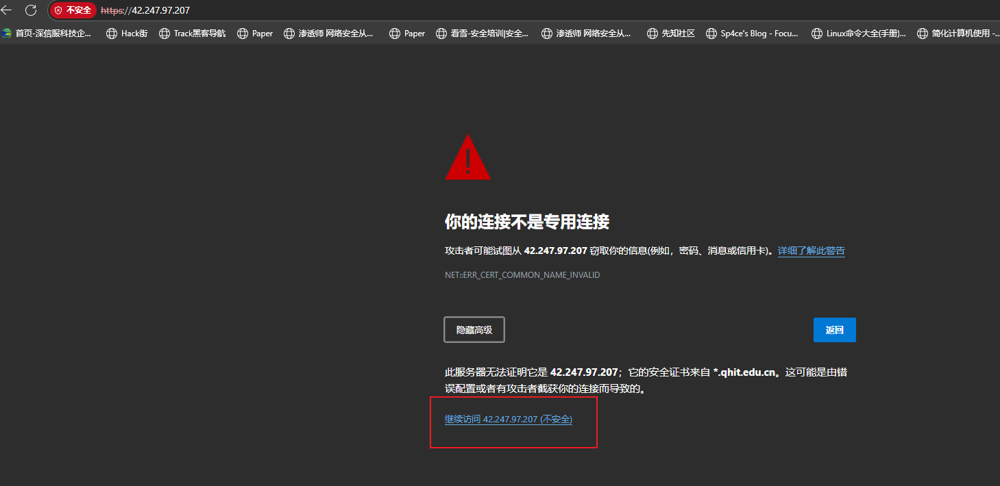 不安全 https://42.247.97.207
首页-深信服科技企... Hack街 Track黑客导航 Paper 渗透师 网络安全从... Paper 看雪-安全培训|安全... 渗透师 网络安全从... 先知社区 Sp4ce's Blog - Focu... Linux命令大全(手册)... 简化计算机使用 -...
你的连接不是专用连接
攻击者可能试图从 42.247.97.207 窃取你的信息(例如，密码、消息或信用卡)。详细了解此警告
NET::ERR_CERT_COMMON_NAME_INVALID
隐藏高级 返回
此服务器无法证明它是 42.247.97.207；它的安全证书来自 *.qhit.edu.cn。这可能是由错
误配置或者有攻击者截获你的连接而导致的。
继续访问 42.247.97.207 (不安全)